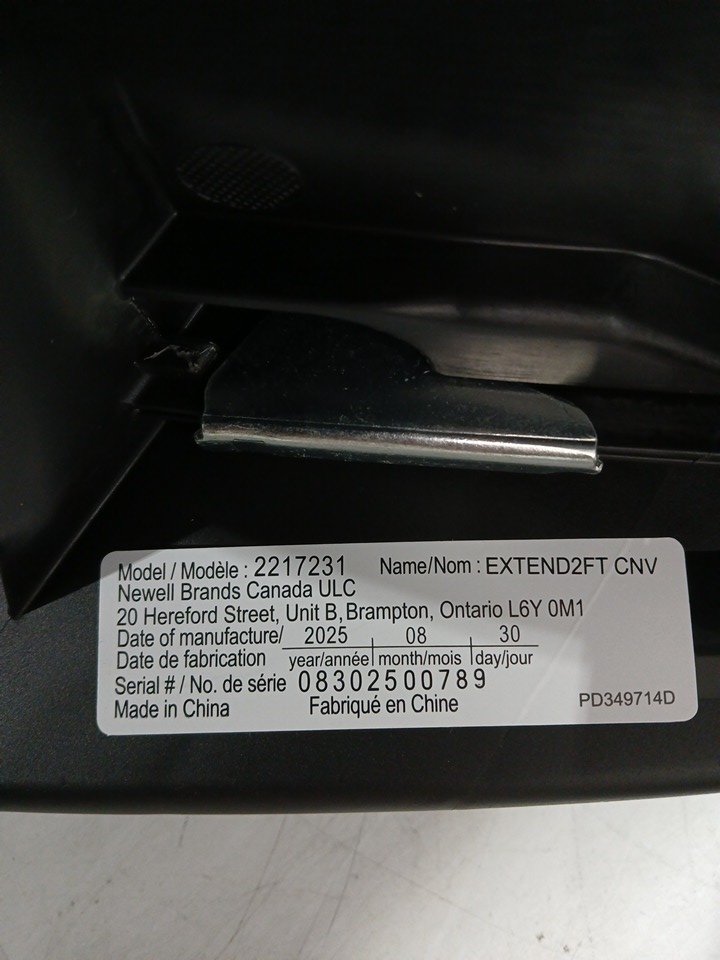 Model / Modèle : 2217231 Name/Nom : EXTEND2FT CNV
Newell Brands Canada ULC
20 Hereford Street, Unit B, Brampton, Ontario L6Y 0M1
Date of manufacture/ 2025 08 30
Date de fabrication year/année month/mois day/jour
Serial # / No. de série 08302500789
Made in China Fabriqué en Chine PD349714D